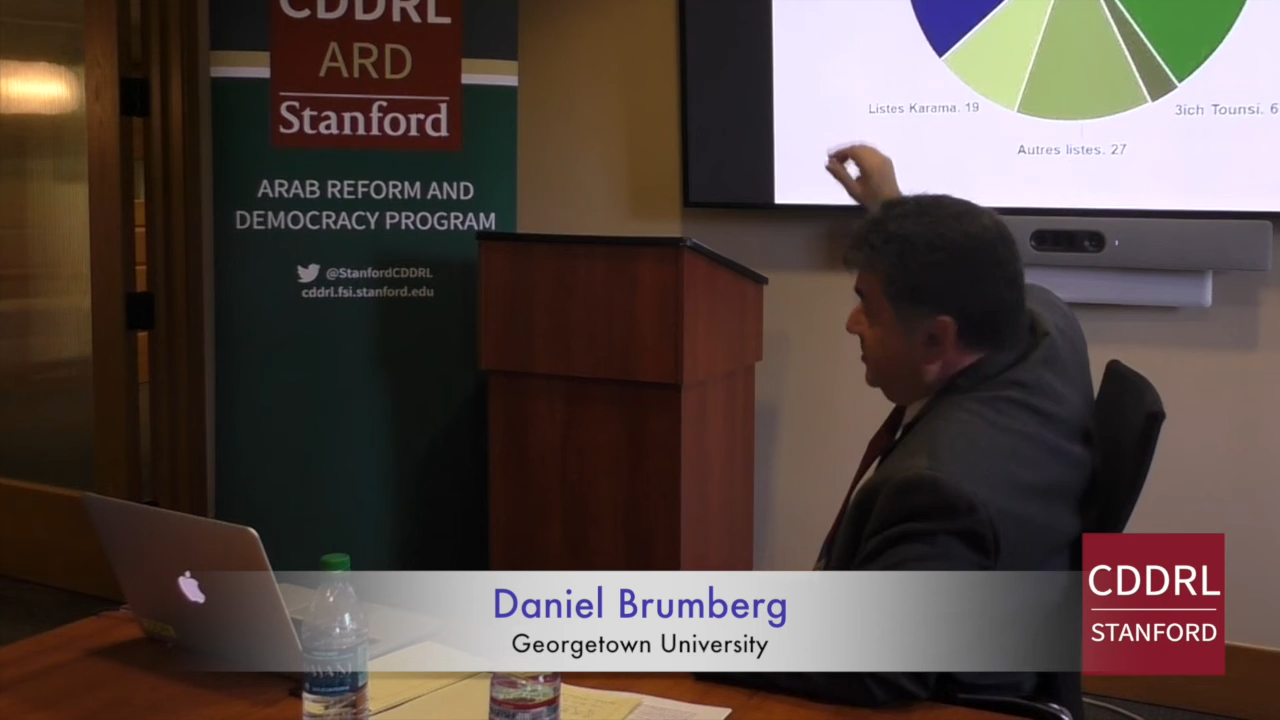 CDDRL
ARD
Stanford
ARAB REFORM AND
DEMOCRACY PROGRAM
@StanfordCDDRL
cddrl.fsi.stanford.edu
Listes Karama. 19
3ich Tounsi. 6
Autres listes. 27
Daniel Brumberg
Georgetown University
CDDRL
STANFORD